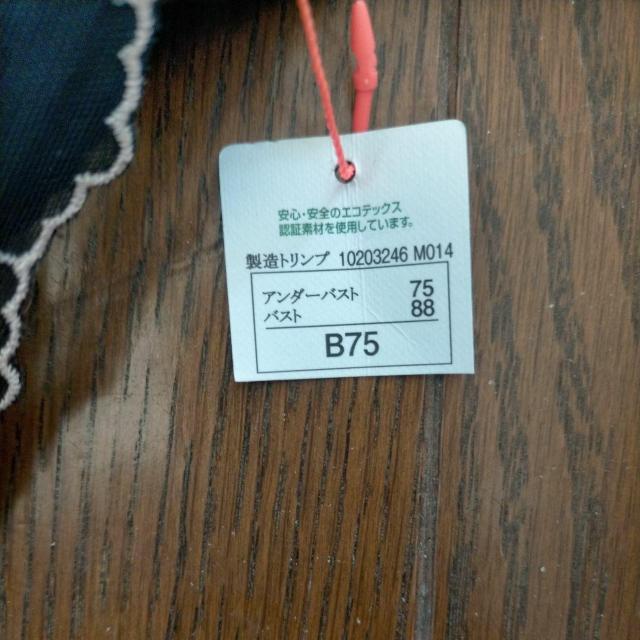 安心・安全のエコテックス
認証素材を使用しています。
製造トリンプ 10203246 M014
アンダーバスト 75
バスト 88
B75